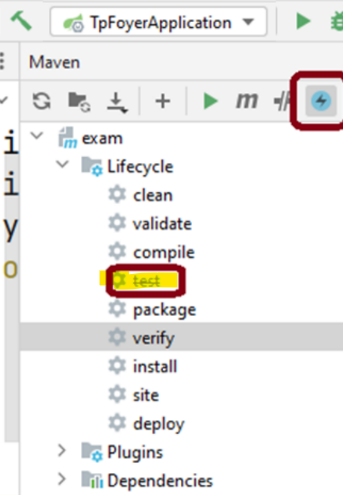 TpFoyerApplication
Maven
m
i
exam
i
Lifecycle
clean
y
validate
o
compile
test
package
verify
install
site
deploy
Plugins
Dependencies